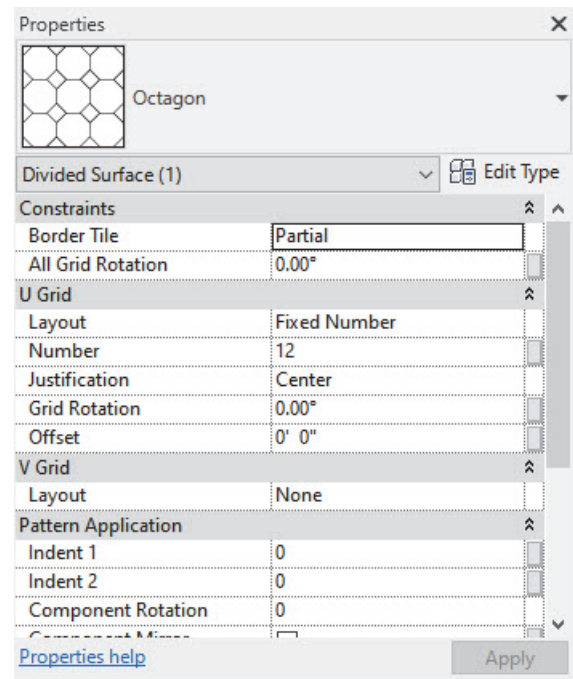 Properties
Octagon
Divided Surface (1) Edit Type
Constraints
Border Tile Partial
All Grid Rotation 0.00°
U Grid
Layout Fixed Number
Number 12
Justification Center
Grid Rotation 0.00°
Offset 0' 0"
V Grid
Layout None
Pattern Application
Indent 1 0
Indent 2 0
Component Rotation 0
Component Mirror
Properties help Apply